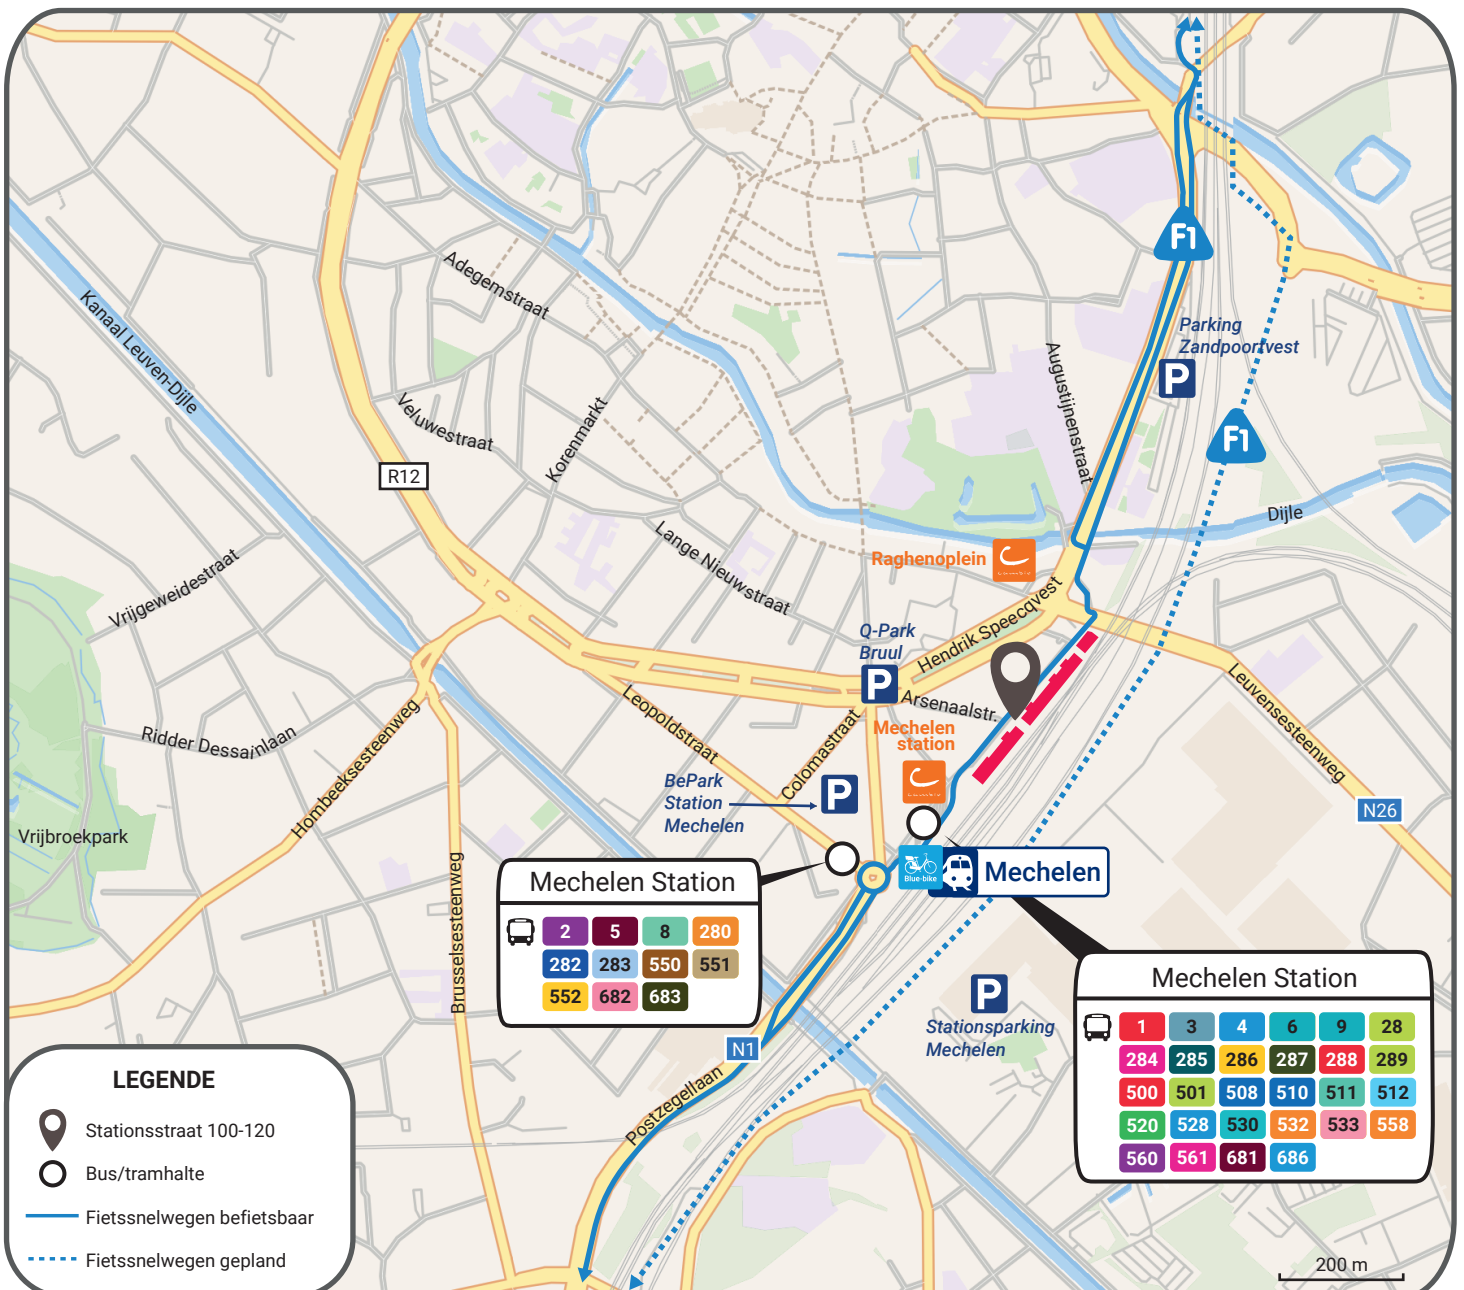 F1
Adegemstraat
Kanaal Leuven-Dijle
Parking
Zandpoortvest
Augustijnenstraat
Veluwestraat
Korenmarkt
F1
R12
Dijle
Lange Nieuwstraat
Raghenoplein
Vrijgeweidestraat
Hendrik Speecqvest
Q-Park
Bruul
P
P
Arsenaalstr.
Leuvensesteenweg
Leopoldstraat
Colomastraat
Mechelen
station
Ridder Dessainlaan
Hombeeksesteenweg
BePark
Station
Mechelen
P
N26
Vrijbroekpark
Brusselsesteenweg
Blue-bike
Mechelen
Mechelen Station
2 5 8 280
282 283 550 551
552 682 683
P
Stationsparking
Mechelen
N1
Postzegellaan
Mechelen Station
1 3 4 6 9 28
284 285 286 287 288 289
500 501 508 510 511 512
520 528 530 532 533 558
560 561 681 686
LEGENDE
Stationsstraat 100-120
Bus/tramhalte
Fietssnelwegen befietsbaar
Fietssnelwegen gepland
200 m